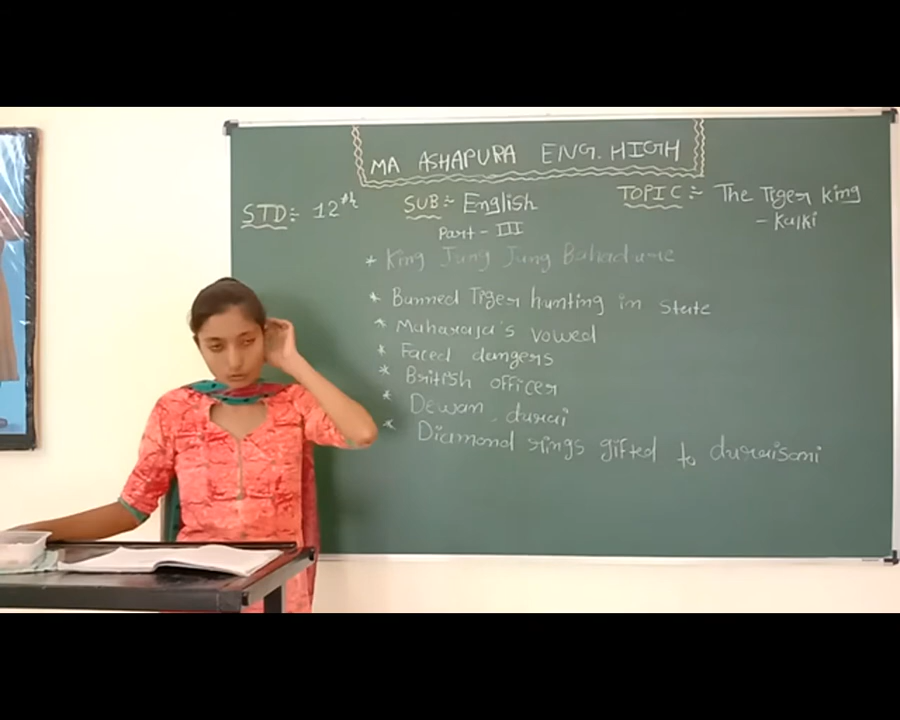 MA ASHAPURA ENG. HIGH
STD:- 12th SUB:- English TOPIC:- The Tiger King
- Kalki
Part - III
* King Jung Jung Bahadure
* Banned Tiger hunting in state
* Maharaja's vowed
* Faced dangers
* British officer
* Dewan - durai
* Diamond rings gifted to duraisani